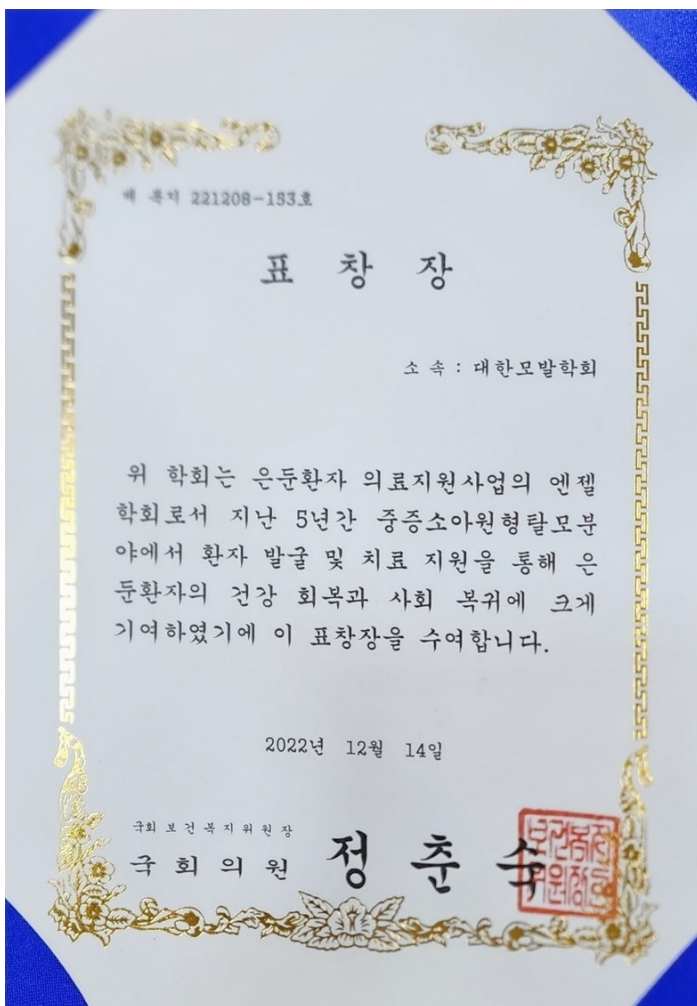 제 복지 221208-153호
표 창 장
소 속 : 대한모발학회
위 학회는 은둔환자 의료지원사업의 엔젤
학회로서 지난 5년간 중증소아원형탈모분
야에서 환자 발굴 및 치료 지원을 통해 은
둔환자의 건강 회복과 사회 복귀에 크게
기여하였기에 이 표창장을 수여합니다.
2022년 12월 14일
국회 보건복지위원장
국 회 의 원 정 춘 숙